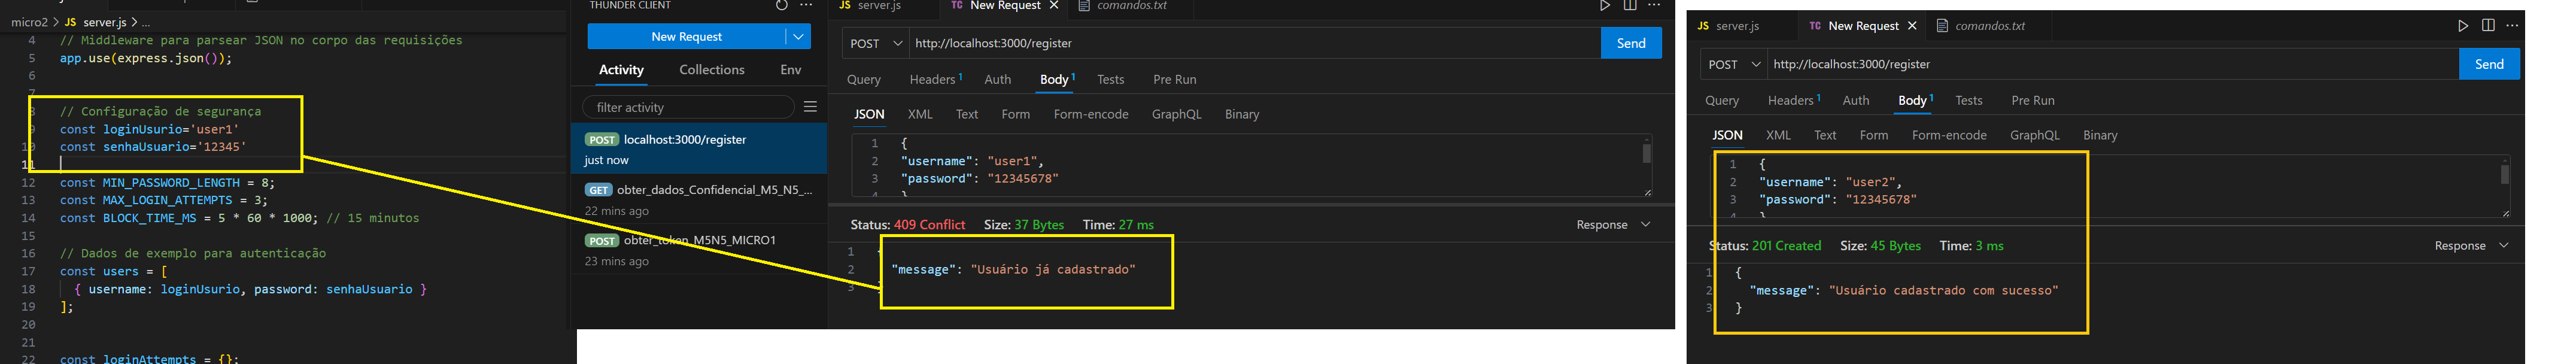 micro2 > JS server.js > ...
4 // Middleware para parsear JSON no corpo das requisições
5 app.use(express.json());
6
7
8 // Configuração de segurança
9 const loginUsurio='user1'
10 const senhaUsuario='12345'
11
12 const MIN_PASSWORD_LENGTH = 8;
13 const MAX_LOGIN_ATTEMPTS = 3;
14 const BLOCK_TIME_MS = 5 * 60 * 1000; // 15 minutos
15
16 // Dados de exemplo para autenticação
17 const users = [
18 { username: loginUsurio, password: senhaUsuario }
19 ];
20
21
22 const loginAttempts = {};
THUNDER CLIENT
New Request
Activity Collections Env
filter activity
POST localhost:3000/register
just now
GET obter_dados_Confidencial_M5_N5_...
22 mins ago
POST obter_token_M5N5_MICRO1
23 mins ago
JS server.js TC New Request comandos.txt
POST http://localhost:3000/register Send
Query Headers 1 Auth Body 1 Tests Pre Run
JSON XML Text Form Form-encode GraphQL Binary
1 {
2 "username": "user1",
3 "password": "12345678"
4 }
Status: 409 Conflict Size: 37 Bytes Time: 27 ms Response
1 {
2 "message": "Usuário já cadastrado"
3 }
JS server.js TC New Request comandos.txt
POST http://localhost:3000/register Send
Query Headers 1 Auth Body 1 Tests Pre Run
JSON XML Text Form Form-encode GraphQL Binary
1 {
2 "username": "user2",
3 "password": "12345678"
4 }
Status: 201 Created Size: 45 Bytes Time: 3 ms Response
1 {
2 "message": "Usuário cadastrado com sucesso"
3 }